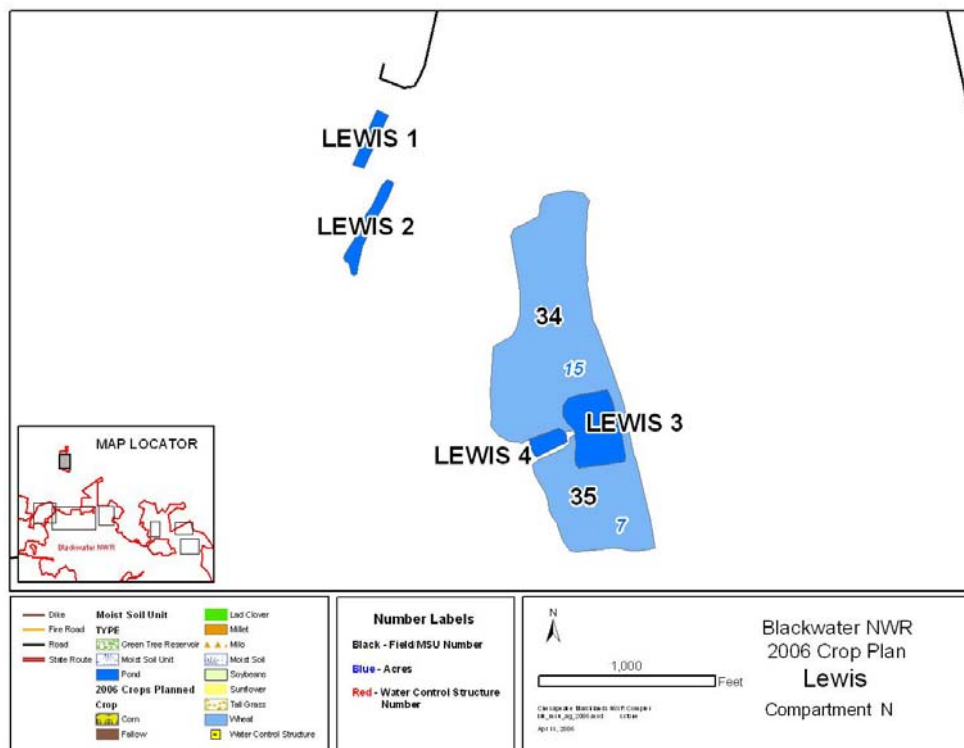 LEWIS 1
LEWIS 2
34
15
LEWIS 3
LEWIS 4
35
7
MAP LOCATOR
Blackwater NWR
Dike
Fire Road
Road
State Route
Moist Soil Unit
TYPE
Green Tree Reservoir
Moist Soil Unit
Pond
2006 Crops Planned
Crop
Corn
Fallow
Lad Clover
Millet
Milo
Moist Soil
Soybeans
Sunflower
Tall Grass
Wheat
Water Control Structure
Number Labels
Black - Field/MSU Number
Blue - Acres
Red - Water Control Structure
Number
N
1,000
Feet
Chesapeake Marshlands NWR Complex
Blackwater NWR
2006 Crop Plan
Lewis
Compartment N